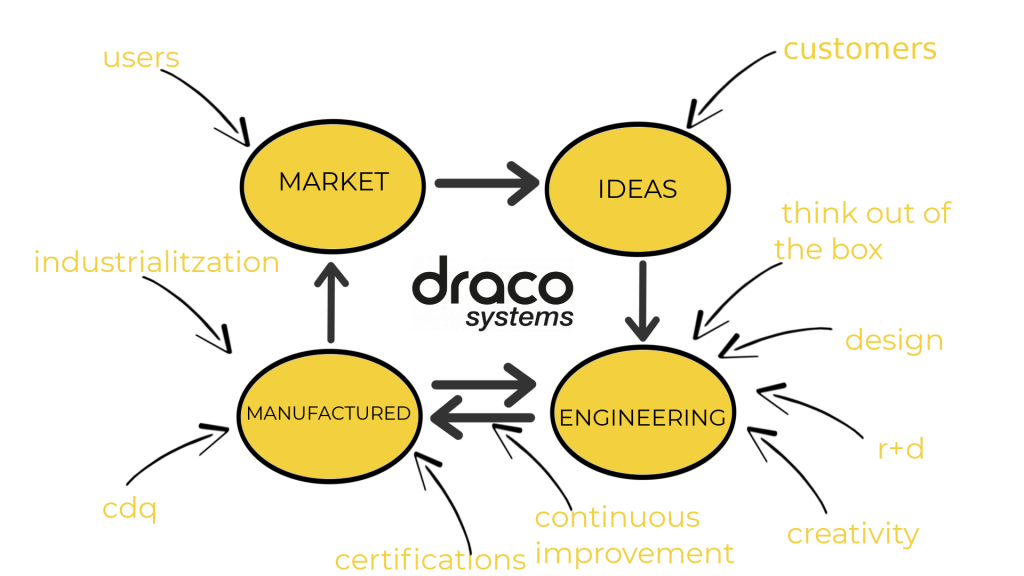 users
customers
MARKET
IDEAS
think out of
the box
industrialitzation
draco
systems
design
MANUFACTURED
ENGINEERING
r+d
cdq
continuous
improvement
creativity
certifications